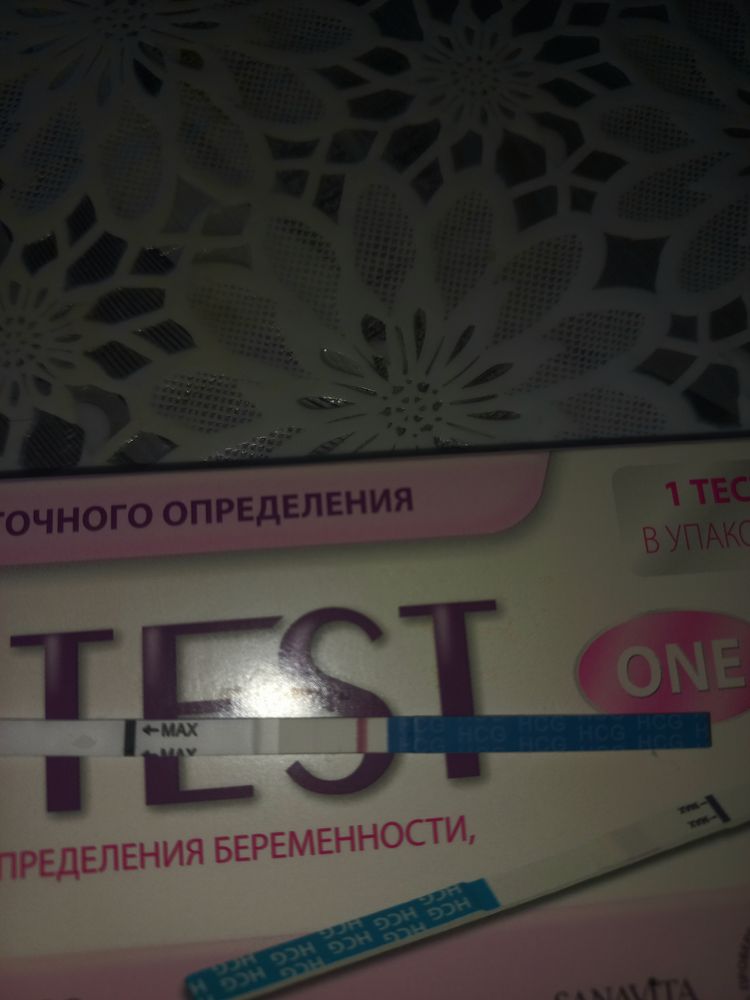 ТОЧНОГО ОПРЕДЕЛЕНИЯ
1 ТЕС
В УПАКО
TEST
ONE
←MAX
←MAX
HCG HCG HCG HCG
HCG HCG HCG HCG
ПРЕДЕЛЕНИЯ БЕРЕМЕННОСТИ,
MAX
MAX
HCG HCG HCG HCG
HCG HCG HCG HCG
SANAVITA